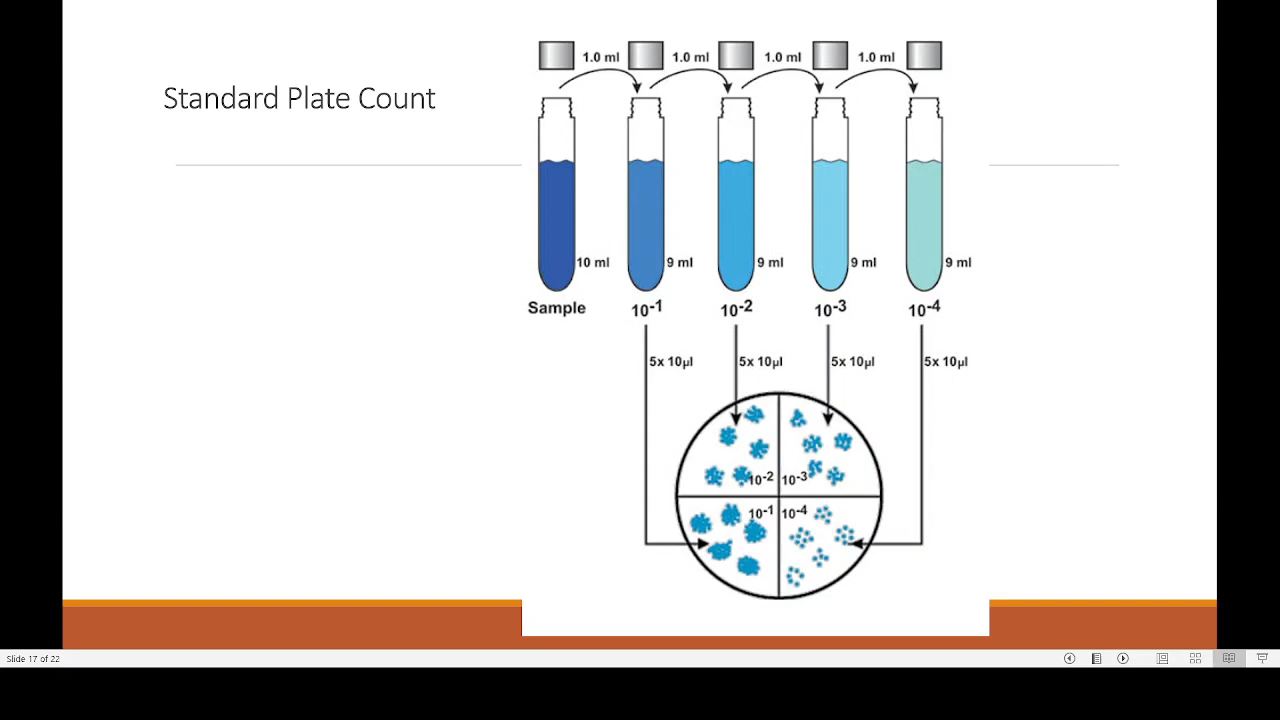 Standard Plate Count
1.0 ml 1.0 ml 1.0 ml 1.0 ml
10 ml 9 ml 9 ml 9 ml 9 ml
Sample 10-1 10-2 10-3 10-4
5x 10µl 5x 10µl 5x 10µl 5x 10µl
10-2 10-3
10-1 10-4
Slide 17 of 22